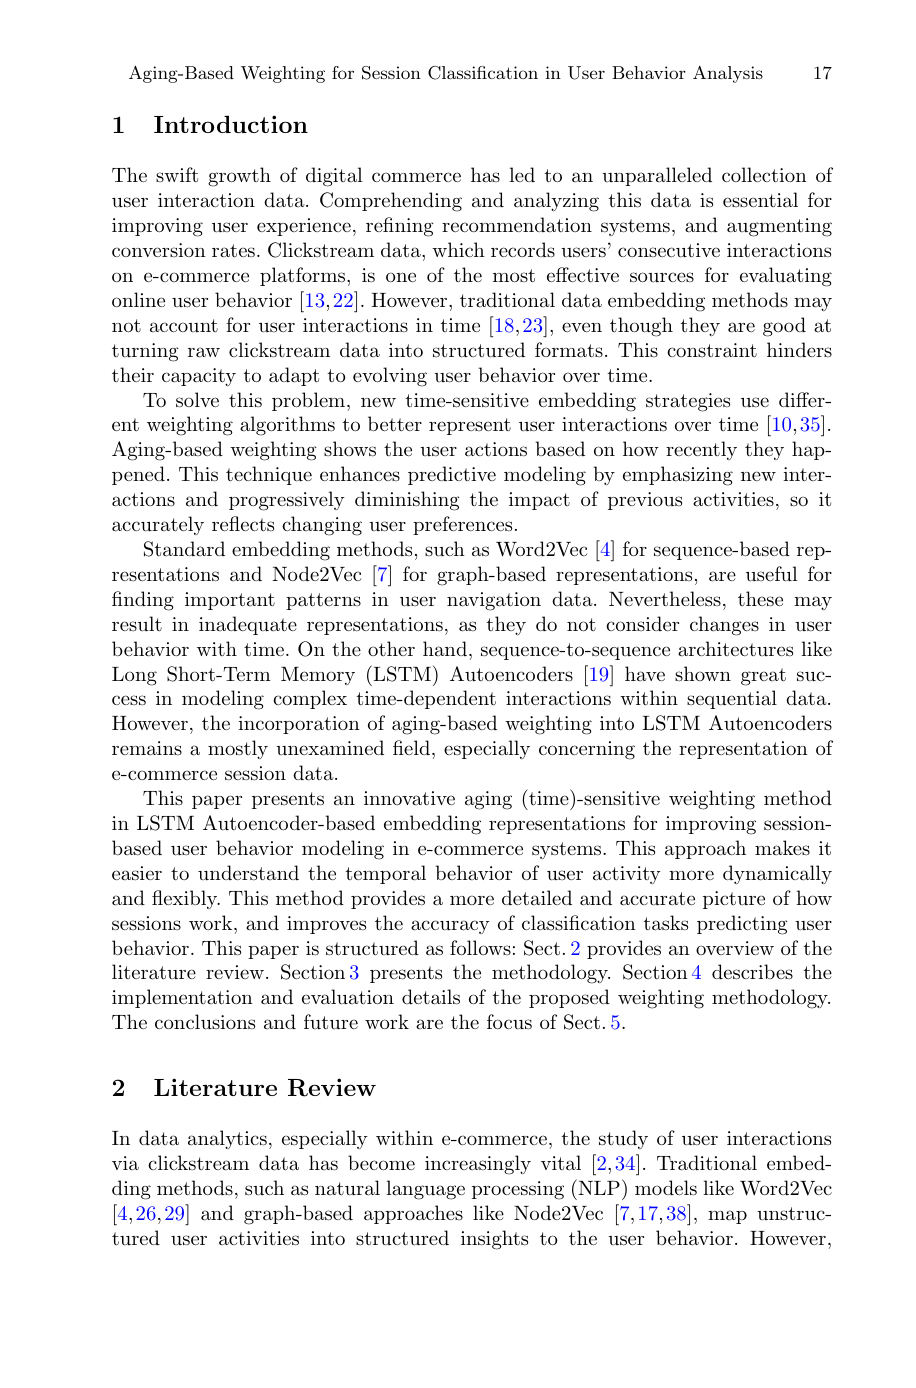 Aging-Based Weighting for Session Classification in User Behavior Analysis 17
1 Introduction
The swift growth of digital commerce has led to an unparalleled collection of
user interaction data. Comprehending and analyzing this data is essential for
improving user experience, refining recommendation systems, and augmenting
conversion rates. Clickstream data, which records users' consecutive interactions
on e-commerce platforms, is one of the most effective sources for evaluating
online user behavior [13,22]. However, traditional data embedding methods may
not account for user interactions in time [18,23], even though they are good at
turning raw clickstream data into structured formats. This constraint hinders
their capacity to adapt to evolving user behavior over time.
To solve this problem, new time-sensitive embedding strategies use differ-
ent weighting algorithms to better represent user interactions over time [10,35].
Aging-based weighting shows the user actions based on how recently they hap-
pened. This technique enhances predictive modeling by emphasizing new inter-
actions and progressively diminishing the impact of previous activities, so it
accurately reflects changing user preferences.
Standard embedding methods, such as Word2Vec [4] for sequence-based rep-
resentations and Node2Vec [7] for graph-based representations, are useful for
finding important patterns in user navigation data. Nevertheless, these may
result in inadequate representations, as they do not consider changes in user
behavior with time. On the other hand, sequence-to-sequence architectures like
Long Short-Term Memory (LSTM) Autoencoders [19] have shown great suc-
cess in modeling complex time-dependent interactions within sequential data.
However, the incorporation of aging-based weighting into LSTM Autoencoders
remains a mostly unexamined field, especially concerning the representation of
e-commerce session data.
This paper presents an innovative aging (time)-sensitive weighting method
in LSTM Autoencoder-based embedding representations for improving session-
based user behavior modeling in e-commerce systems. This approach makes it
easier to understand the temporal behavior of user activity more dynamically
and flexibly. This method provides a more detailed and accurate picture of how
sessions work, and improves the accuracy of classification tasks predicting user
behavior. This paper is structured as follows: Sect. 2 provides an overview of the
literature review. Section 3 presents the methodology. Section 4 describes the
implementation and evaluation details of the proposed weighting methodology.
The conclusions and future work are the focus of Sect. 5.
2 Literature Review
In data analytics, especially within e-commerce, the study of user interactions
via clickstream data has become increasingly vital [2,34]. Traditional embed-
ding methods, such as natural language processing (NLP) models like Word2Vec
[4,26,29] and graph-based approaches like Node2Vec [7,17,38], map unstruc-
tured user activities into structured insights to the user behavior. However,